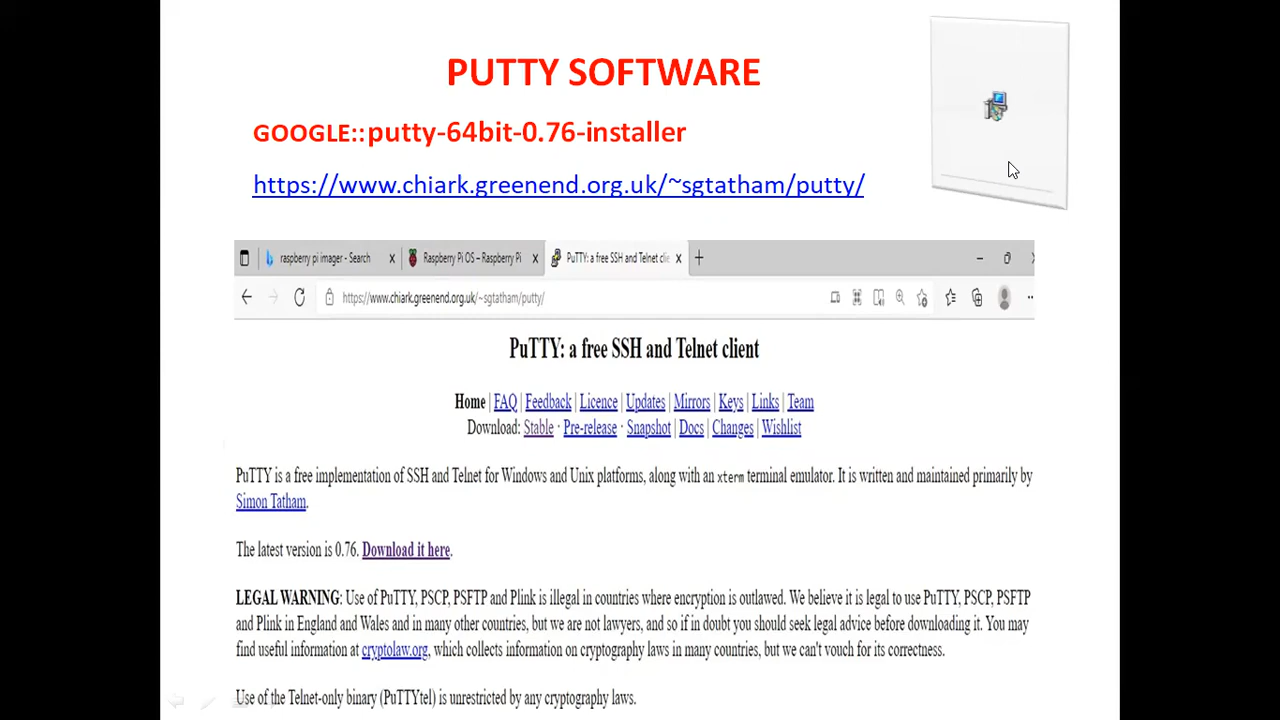 PUTTY SOFTWARE
GOOGLE::putty-64bit-0.76-installer
https://www.chiark.greenend.org.uk/~sgtatham/putty/
raspberry pi imager - Search
Raspberry Pi OS – Raspberry Pi
PuTTY: a free SSH and Telnet clie
https://www.chiark.greenend.org.uk/~sgtatham/putty/
PuTTY: a free SSH and Telnet client
Home | FAQ | Feedback | Licence | Updates | Mirrors | Keys | Links | Team
Download: Stable · Pre-release · Snapshot | Docs | Changes | Wishlist
PuTTY is a free implementation of SSH and Telnet for Windows and Unix platforms, along with an xterm terminal emulator. It is written and maintained primarily by
Simon Tatham.
The latest version is 0.76. Download it here.
LEGAL WARNING: Use of PuTTY, PSCP, PSFTP and Plink is illegal in countries where encryption is outlawed. We believe it is legal to use PuTTY, PSCP, PSFTP
and Plink in England and Wales and in many other countries, but we are not lawyers, and so if in doubt you should seek legal advice before downloading it. You may
find useful information at cryptolaw.org, which collects information on cryptography laws in many countries, but we can't vouch for its correctness.
Use of the Telnet-only binary (PuTTYtel) is unrestricted by any cryptography laws.